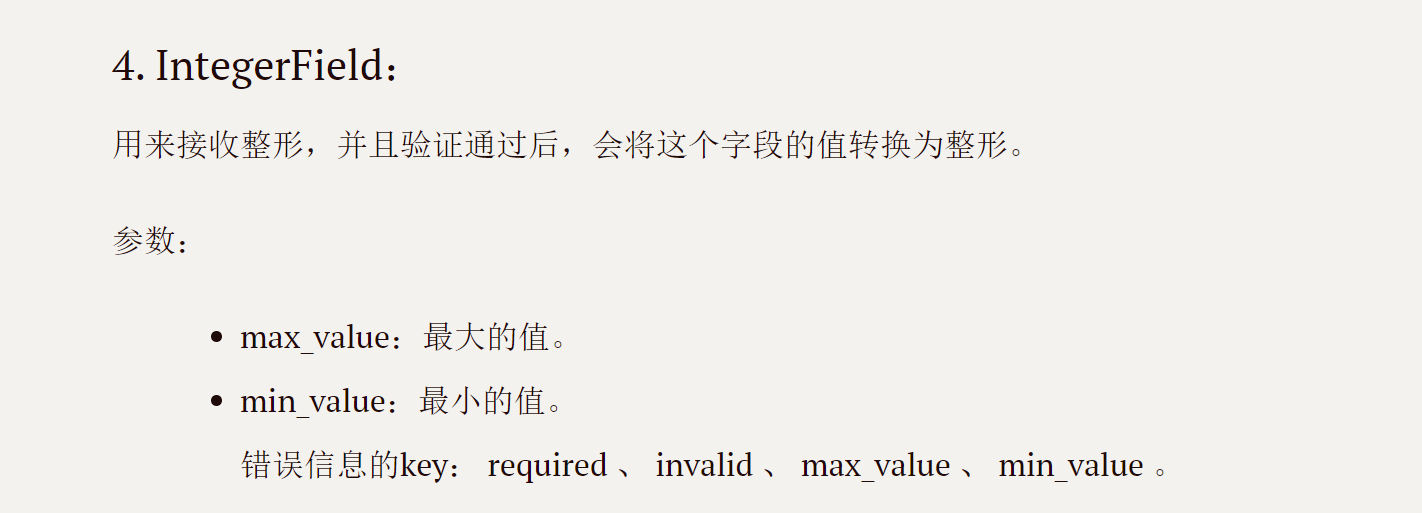 4. IntegerField：
用来接收整形，并且验证通过后，会将这个字段的值转换为整形。
参数：
• max_value：最大的值。
• min_value：最小的值。
错误信息的key： required 、 invalid 、 max_value 、 min_value 。